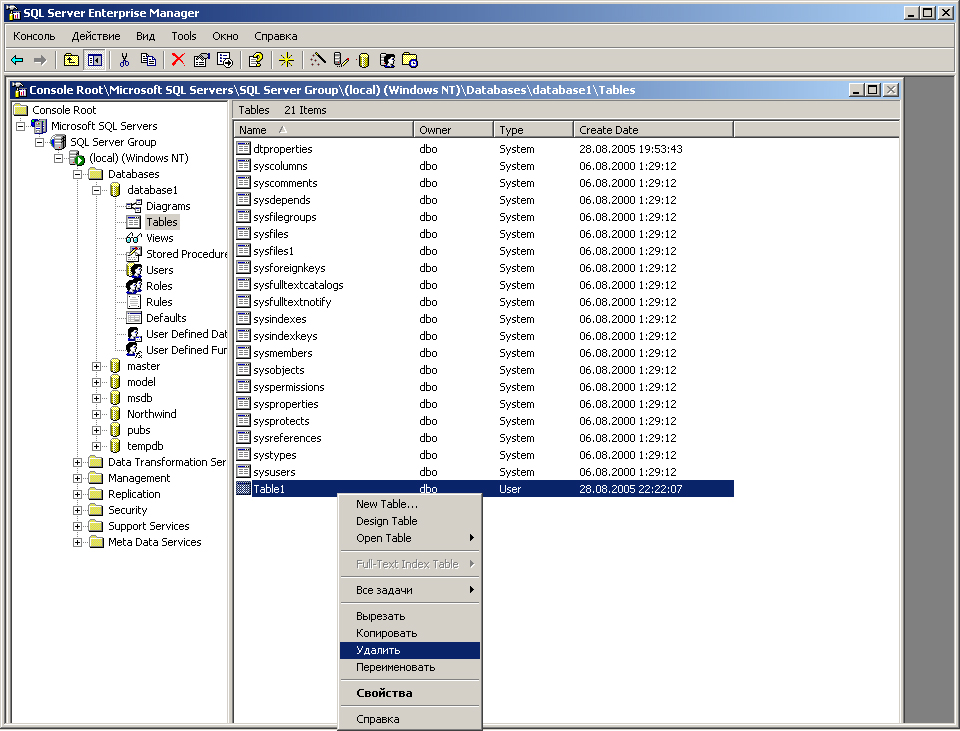 SQL Server Enterprise Manager
Консоль Действие Вид Tools Окно Справка
Console Root\Microsoft SQL Servers\SQL Server Group\(local) (Windows NT)\Databases\database1\Tables
Console Root
Microsoft SQL Servers
SQL Server Group
(local) (Windows NT)
Databases
database1
Diagrams
Tables
Views
Stored Procedure
Users
Roles
Rules
Defaults
User Defined Dat
User Defined Fun
master
model
msdb
Northwind
pubs
tempdb
Data Transformation Ser
Management
Replication
Security
Support Services
Meta Data Services
Tables 21 Items
Name Owner Type Create Date
dtproperties dbo System 28.08.2005 19:53:43
syscolumns dbo System 06.08.2000 1:29:12
syscomments dbo System 06.08.2000 1:29:12
sysdepends dbo System 06.08.2000 1:29:12
sysfilegroups dbo System 06.08.2000 1:29:12
sysfiles dbo System 06.08.2000 1:29:12
sysfiles1 dbo System 06.08.2000 1:29:12
sysforeignkeys dbo System 06.08.2000 1:29:12
sysfulltextcatalogs dbo System 06.08.2000 1:29:12
sysfulltextnotify dbo System 06.08.2000 1:29:12
sysindexes dbo System 06.08.2000 1:29:12
sysindexkeys dbo System 06.08.2000 1:29:12
sysmembers dbo System 06.08.2000 1:29:12
sysobjects dbo System 06.08.2000 1:29:12
syspermissions dbo System 06.08.2000 1:29:12
sysproperties dbo System 06.08.2000 1:29:12
sysprotects dbo System 06.08.2000 1:29:12
sysreferences dbo System 06.08.2000 1:29:12
systypes dbo System 06.08.2000 1:29:12
sysusers dbo System 06.08.2000 1:29:12
Table1 dbo User 28.08.2005 22:22:07
New Table...
Design Table
Open Table
Full-Text Index Table
Все задачи
Вырезать
Копировать
Удалить
Переименовать
Свойства
Справка